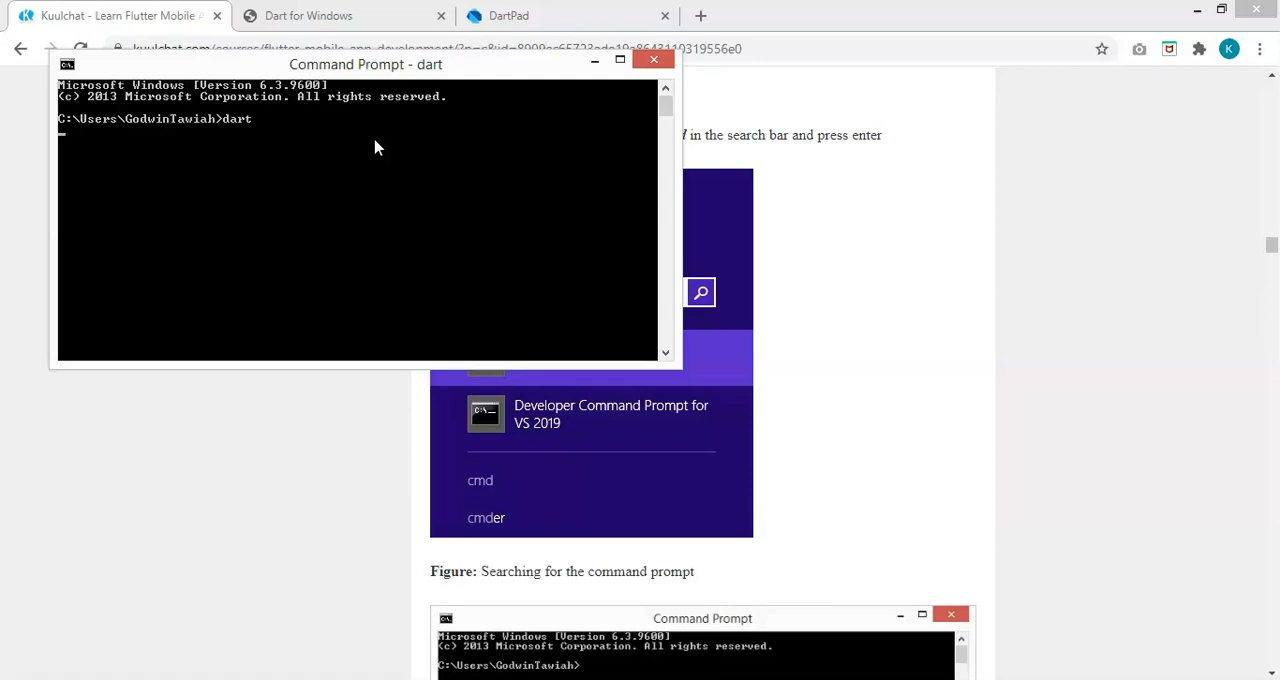 Kuulchat - Learn Flutter Mobile A
Dart for Windows
DartPad
K
Command Prompt - dart
Microsoft Windows [Version 6.3.9600]
(c) 2013 Microsoft Corporation. All rights reserved.
C:\Users\GodwinTawiah>dart
in the search bar and press enter
Developer Command Prompt for
VS 2019
cmd
cmder
Figure: Searching for the command prompt
Command Prompt
Microsoft Windows [Version 6.3.9600]
(c) 2013 Microsoft Corporation. All rights reserved.
C:\Users\GodwinTawiah>